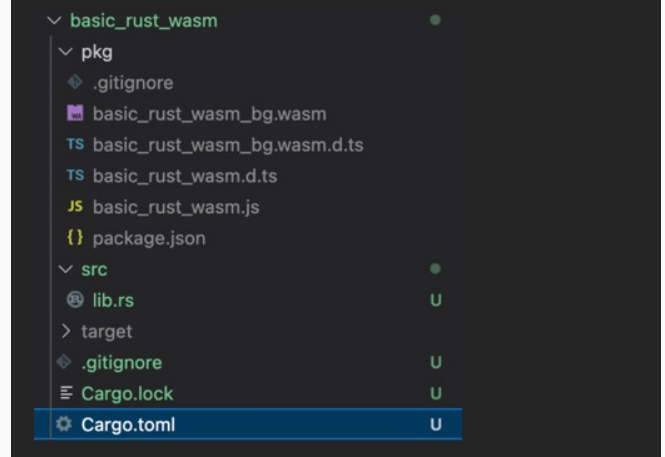 basic_rust_wasm
pkg
.gitignore
basic_rust_wasm_bg.wasm
TS basic_rust_wasm_bg.wasm.d.ts
TS basic_rust_wasm.d.ts
JS basic_rust_wasm.js
{} package.json
src
lib.rs U
target
.gitignore U
Cargo.lock U
Cargo.toml U